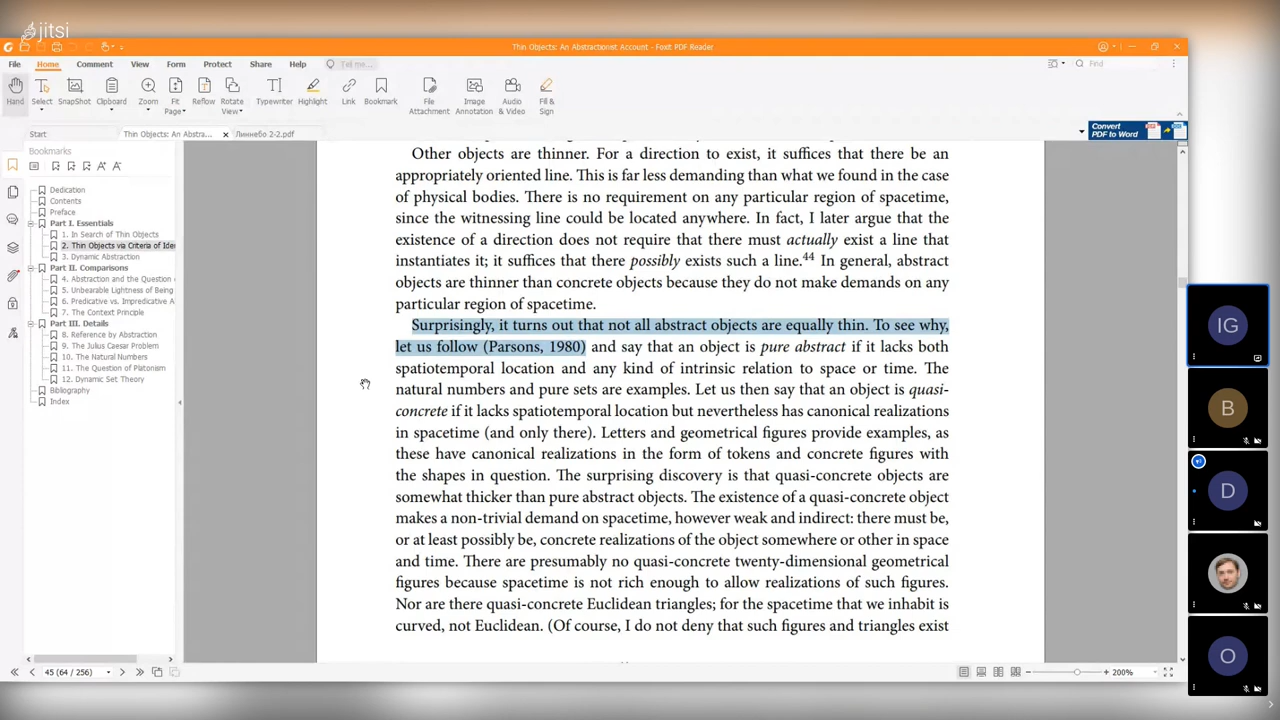 jitsi
Thin Objects: An Abstractionist Account - Foxit PDF Reader
File Home Comment View Form Protect Share Help Tell me... Find
Hand Select SnapShot Clipboard Zoom Fit Page Reflow Rotate View Typewriter Highlight Link Bookmark File Attachment Image Annotation Audio & Video Fill & Sign
Start Thin Objects: An Abstra... Линнебо 2-2.pdf
Convert PDF to Word
Bookmarks
Dedication
Contents
Preface
Part I. Essentials
1. In Search of Thin Objects
2. Thin Objects via Criteria of Ide
3. Dynamic Abstraction
Part II. Comparisons
4. Abstraction and the Question
5. Unbearable Lightness of Being
6. Predicative vs. Impredicative A
7. The Context Principle
Part III. Details
8. Reference by Abstraction
9. The Julius Caesar Problem
10. The Natural Numbers
11. The Question of Platonism
12. Dynamic Set Theory
Bibliography
Index
Other objects are thinner. For a direction to exist, it suffices that there be an
appropriately oriented line. This is far less demanding than what we found in the case
of physical bodies. There is no requirement on any particular region of spacetime,
since the witnessing line could be located anywhere. In fact, I later argue that the
existence of a direction does not require that there must actually exist a line that
instantiates it; it suffices that there possibly exists such a line.44 In general, abstract
objects are thinner than concrete objects because they do not make demands on any
particular region of spacetime.
Surprisingly, it turns out that not all abstract objects are equally thin. To see why,
let us follow (Parsons, 1980) and say that an object is pure abstract if it lacks both
spatiotemporal location and any kind of intrinsic relation to space or time. The
natural numbers and pure sets are examples. Let us then say that an object is quasi-
concrete if it lacks spatiotemporal location but nevertheless has canonical realizations
in spacetime (and only there). Letters and geometrical figures provide examples, as
these have canonical realizations in the form of tokens and concrete figures with
the shapes in question. The surprising discovery is that quasi-concrete objects are
somewhat thicker than pure abstract objects. The existence of a quasi-concrete object
makes a non-trivial demand on spacetime, however weak and indirect: there must be,
or at least possibly be, concrete realizations of the object somewhere or other in space
and time. There are presumably no quasi-concrete twenty-dimensional geometrical
figures because spacetime is not rich enough to allow realizations of such figures.
Nor are there quasi-concrete Euclidean triangles; for the spacetime that we inhabit is
curved, not Euclidean. (Of course, I do not deny that such figures and triangles exist
45 (64 / 256)
200%
IG
B
D
O